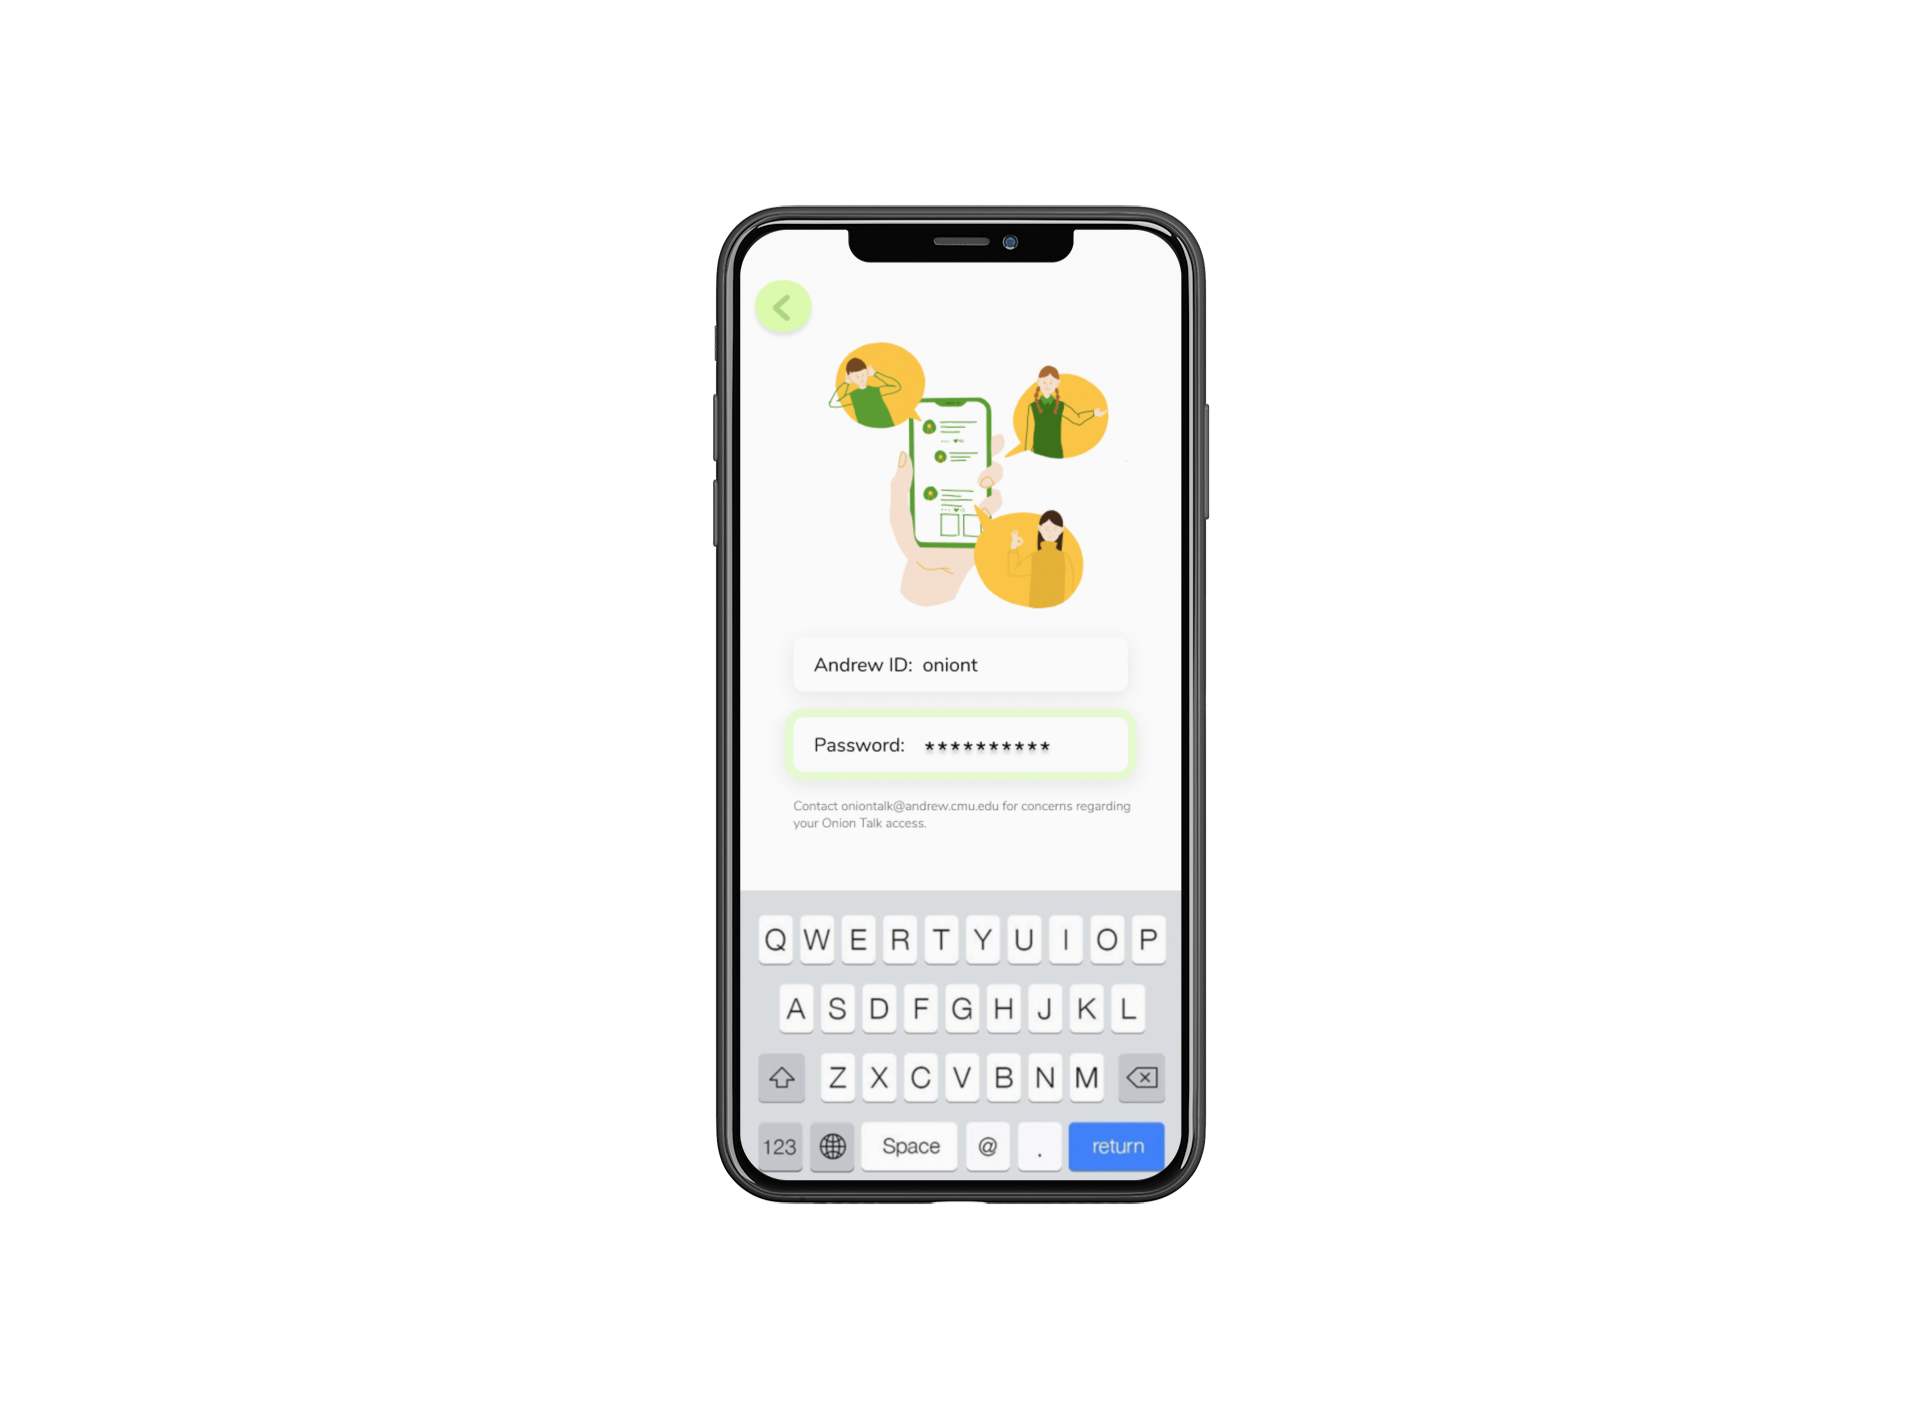 Andrew ID: oniont
Password: **********
Contact oniontalk@andrew.cmu.edu for concerns regarding
your Onion Talk access.
Q W E R T Y U I O P
A S D F G H J K L
Z X C V B N M
123 Space @ . return